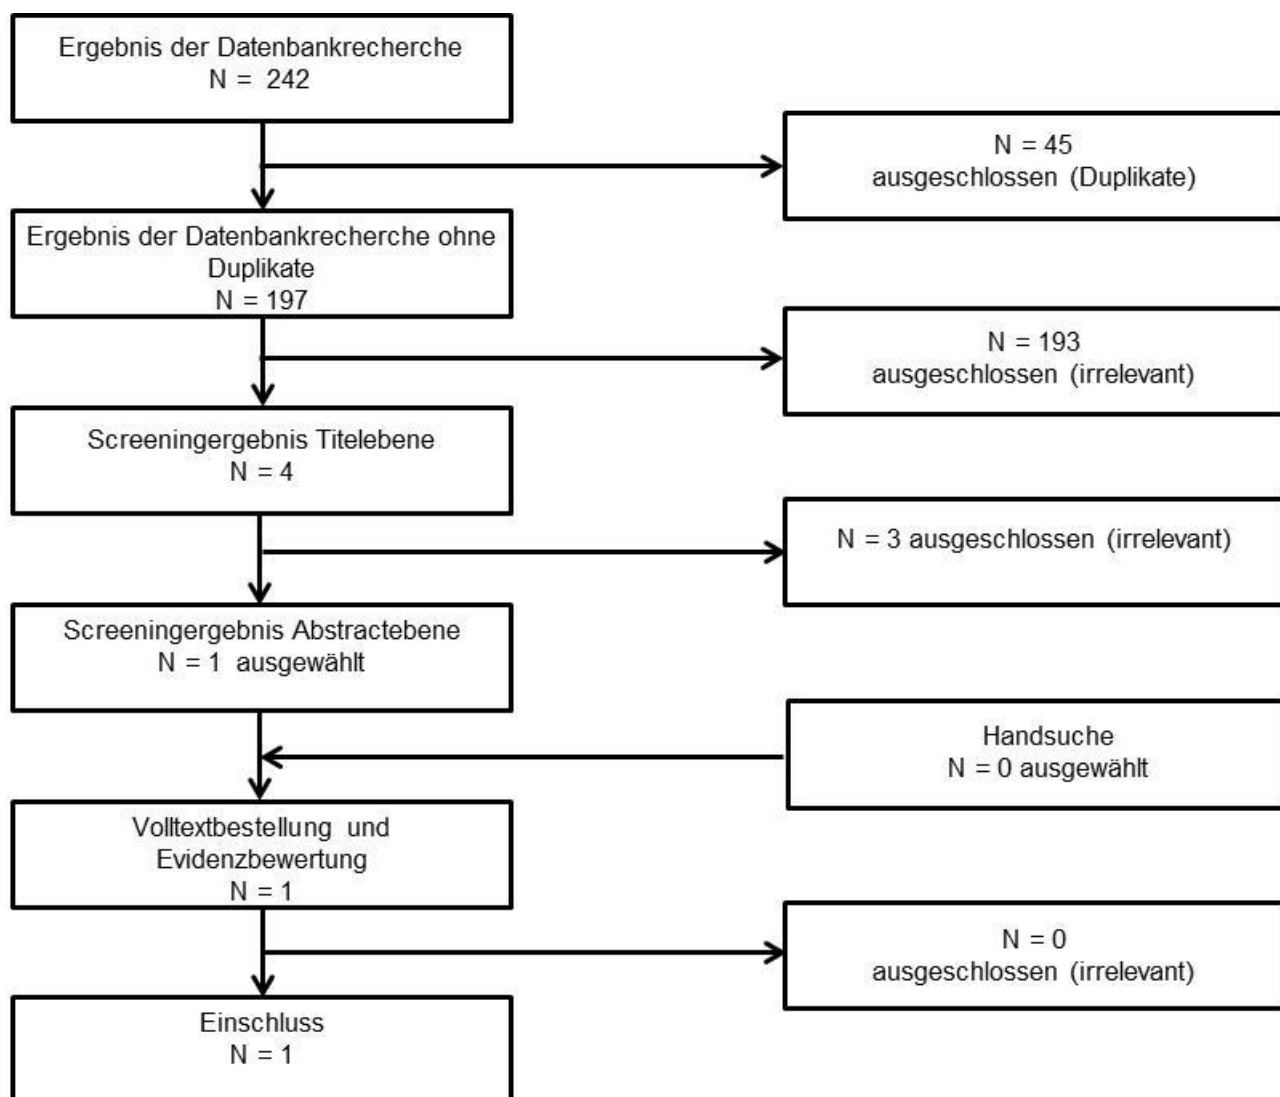 Ergebnis der Datenbankrecherche
N = 242
N = 45
ausgeschlossen (Duplikate)
Ergebnis der Datenbankrecherche ohne
Duplikate
N = 197
N = 193
ausgeschlossen (irrelevant)
Screeningergebnis Titelebene
N = 4
N = 3 ausgeschlossen (irrelevant)
Screeningergebnis Abstractebene
N = 1 ausgewählt
Handsuche
N = 0 ausgewählt
Volltextbestellung und
Evidenzbewertung
N = 1
N = 0
ausgeschlossen (irrelevant)
Einschluss
N = 1